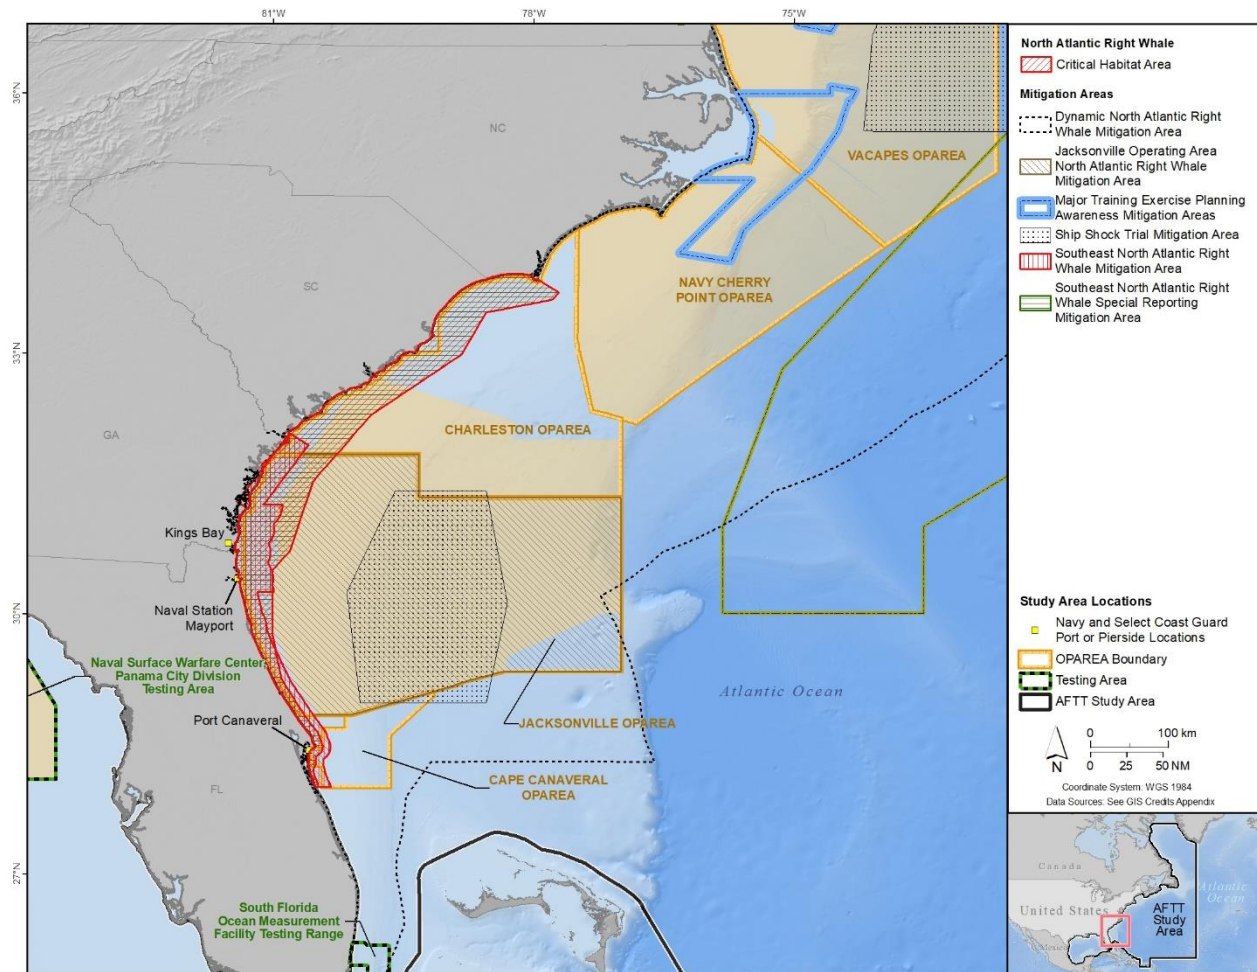 81°W
78°W
75°W
36°N
33°N
30°N
27°N
NC
SC
GA
FL
VACAPES OPAREA
NAVY CHERRY
POINT OPAREA
CHARLESTON OPAREA
Kings Bay
Naval Station
Mayport
Naval Surface Warfare Center
Panama City Division
Testing Area
Port Canaveral
JACKSONVILLE OPAREA
CAPE CANAVERAL
OPAREA
Atlantic Ocean
South Florida
Ocean Measurement
Facility Testing Range
North Atlantic Right Whale
Critical Habitat Area
Mitigation Areas
Dynamic North Atlantic Right
Whale Mitigation Area
Jacksonville Operating Area
North Atlantic Right Whale
Mitigation Area
Major Training Exercise Planning
Awareness Mitigation Areas
Ship Shock Trial Mitigation Area
Southeast North Atlantic Right
Whale Mitigation Area
Southeast North Atlantic Right
Whale Special Reporting
Mitigation Area
Study Area Locations
Navy and Select Coast Guard
Port or Pierside Locations
OPAREA Boundary
Testing Area
AFTT Study Area
N
0 100 km
0 25 50 NM
Coordinate System: WGS 1984
Data Sources: See GIS Credits Appendix
Canada
United States
Mexico
Atlantic
Ocean
AFTT
Study
Area